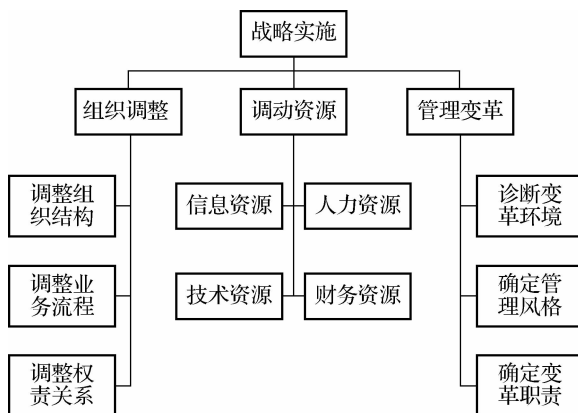 战略实施
组织调整
调动资源
管理变革
调整组
织结构
信息资源
人力资源
诊断变
革环境
调整业
务流程
技术资源
财务资源
确定管
理风格
调整权
责关系
确定变
革职责